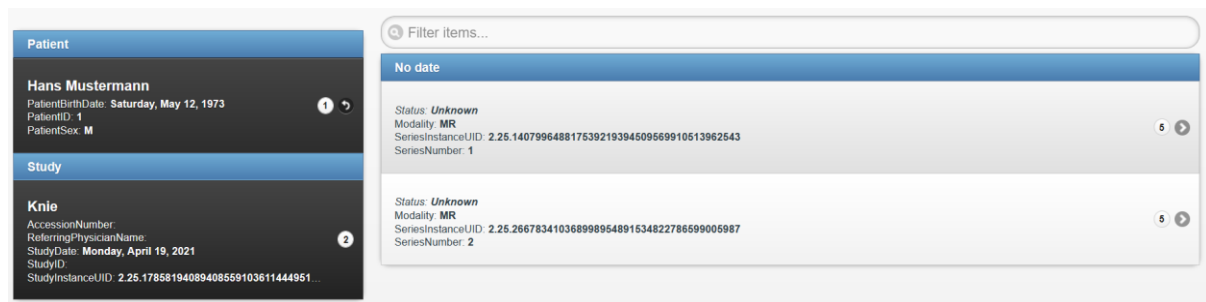 Patient
Hans Mustermann
PatientBirthDate: Saturday, May 12, 1973
PatientID: 1
PatientSex: M
1
Study
Knie
AccessionNumber:
ReferringPhysicianName:
StudyDate: Monday, April 19, 2021
StudyID:
StudyInstanceUID: 2.25.17858194089408559103611444951...
2
Filter items...
No date
Status: Unknown
Modality: MR
SeriesInstanceUID: 2.25.140799648817539219394509569910513962543
SeriesNumber: 1
5
Status: Unknown
Modality: MR
SeriesInstanceUID: 2.25.266783410368998954891534822786599005987
SeriesNumber: 2
5